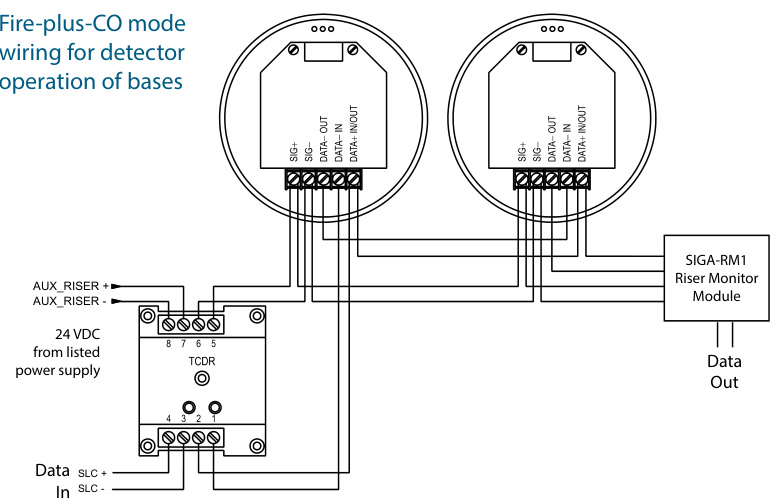 Fire-plus-CO mode
wiring for detector
operation of bases
SIG+
SIG−
DATA− OUT
DATA− IN
DATA+ IN/OUT
SIG+
SIG−
DATA− OUT
DATA− IN
DATA+ IN/OUT
SIGA-RM1
Riser Monitor
Module
Data
Out
AUX_RISER +
AUX_RISER -
24 VDC
from listed
power supply
8 7 6 5
TCDR
4 3 2 1
Data SLC +
In SLC -